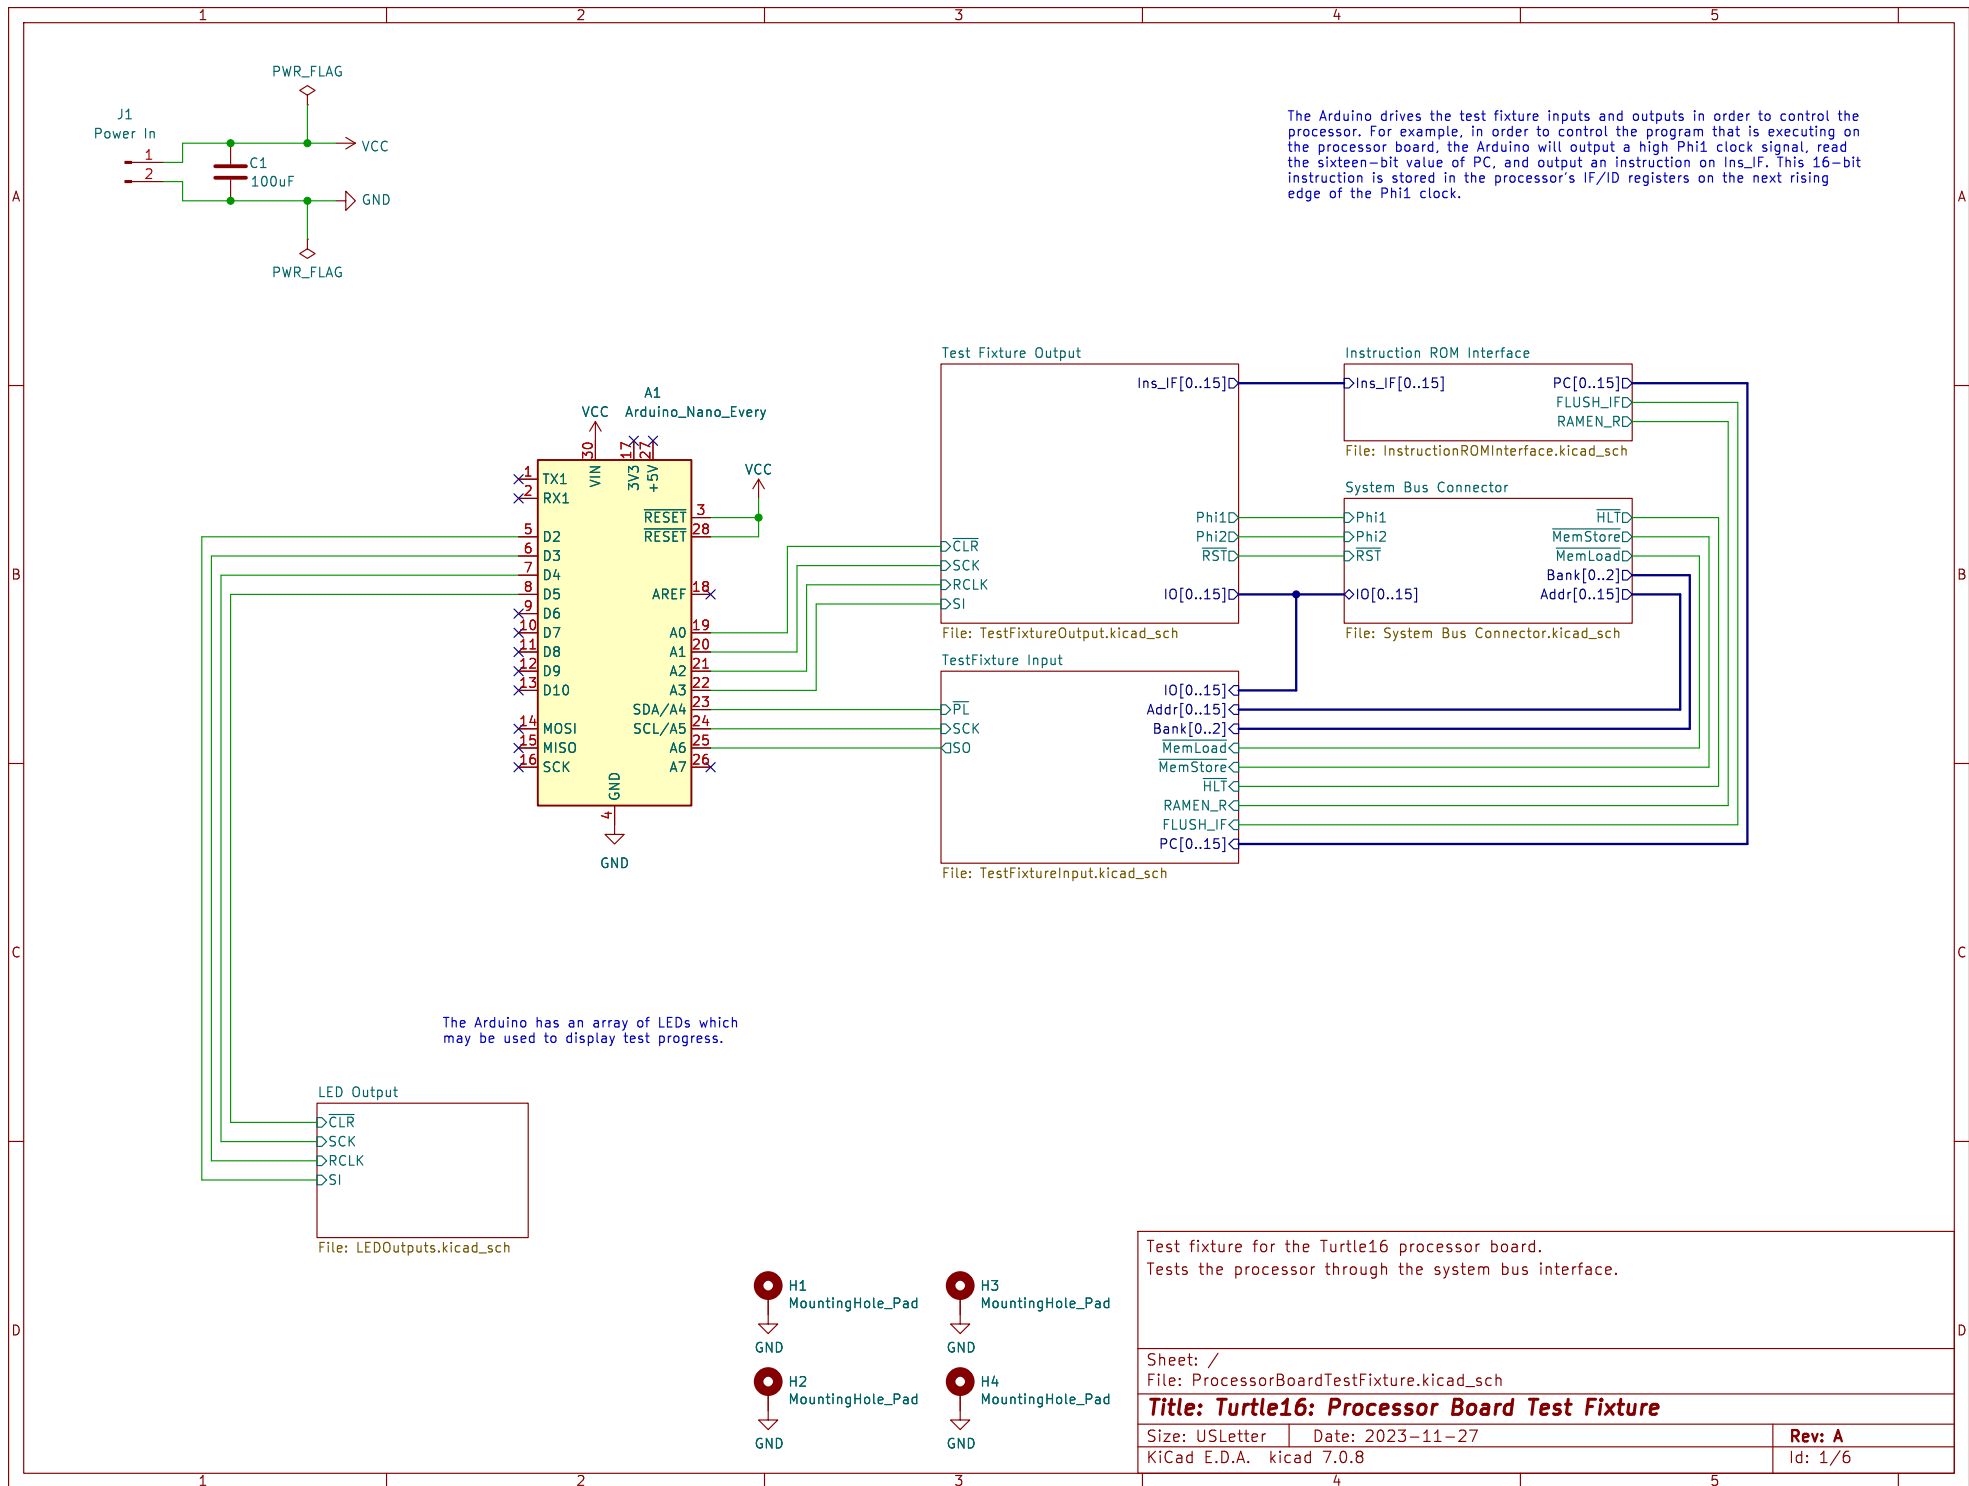 1 2 3 4 5
PWR_FLAG
J1
Power In
1
2
C1
100uF
VCC
GND
PWR_FLAG
The Arduino drives the test fixture inputs and outputs in order to control the
processor. For example, in order to control the program that is executing on
the processor board, the Arduino will output a high Phi1 clock signal, read
the sixteen-bit value of PC, and output an instruction on Ins_IF. This 16-bit
instruction is stored in the processor's IF/ID registers on the next rising
edge of the Phi1 clock.
A A
A1
Arduino_Nano_Every
VCC
30
17
27
VIN
3V3
+5V
1 TX1
2 RX1
5 D2
6 D3
7 D4
8 D5
9 D6
10 D7
11 D8
12 D9
13 D10
14 MOSI
15 MISO
16 SCK
VCC
RESET 3
RESET 28
AREF 18
A0 19
A1 20
A2 21
A3 22
SDA/A4 23
SCL/A5 24
A6 25
A7 26
GND
4
GND
Test Fixture Output
Ins_IF[0..15]
Phi1
Phi2
RST
IO[0..15]
CLR
SCK
RCLK
SI
File: TestFixtureOutput.kicad_sch
Instruction ROM Interface
Ins_IF[0..15]
PC[0..15]
FLUSH_IF
RAMEN_R
File: InstructionROMInterface.kicad_sch
System Bus Connector
Phi1
Phi2
RST
IO[0..15]
HLT
MemStore
MemLoad
Bank[0..2]
Addr[0..15]
File: System Bus Connector.kicad_sch
B B
TestFixture Input
PL
SCK
SO
IO[0..15]
Addr[0..15]
Bank[0..2]
MemLoad
MemStore
HLT
RAMEN_R
FLUSH_IF
PC[0..15]
File: TestFixtureInput.kicad_sch
C C
The Arduino has an array of LEDs which
may be used to display test progress.
LED Output
CLR
SCK
RCLK
SI
File: LEDOutputs.kicad_sch
H1
MountingHole_Pad
GND
H3
MountingHole_Pad
GND
H2
MountingHole_Pad
GND
H4
MountingHole_Pad
GND
D D
Test fixture for the Turtle16 processor board.
Tests the processor through the system bus interface.
Sheet: /
File: ProcessorBoardTestFixture.kicad_sch
Title: Turtle16: Processor Board Test Fixture
Size: USLetter Date: 2023-11-27 Rev: A
KiCad E.D.A. kicad 7.0.8 Id: 1/6
1 2 3 4 5